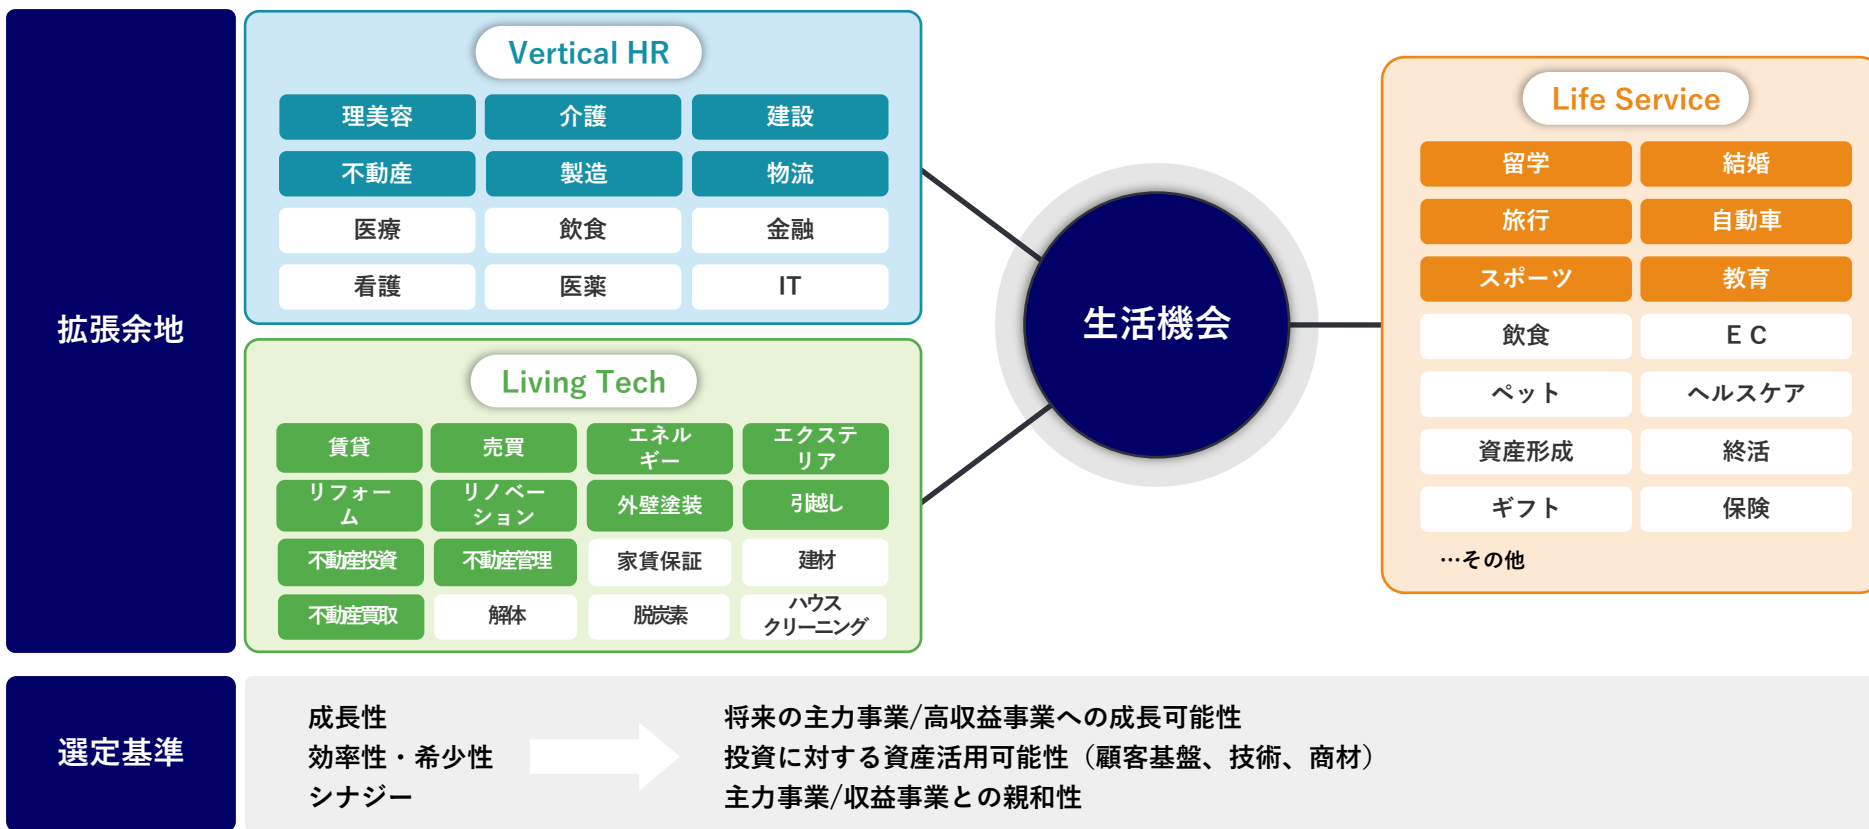 拡張余地
Vertical HR
理美容
介護
建設
不動産
製造
物流
医療
飲食
金融
看護
医薬
IT
Living Tech
賃貸
売買
エネル
ギー
エクステ
リア
リフォー
ム
リノベー
ション
外壁塗装
引越し
不動産投資
不動産管理
家賃保証
建材
不動産買取
解体
脱炭素
ハウス
クリーニング
生活機会
Life Service
留学
結婚
旅行
自動車
スポーツ
教育
飲食
ＥＣ
ペット
ヘルスケア
資産形成
終活
ギフト
保険
…その他
選定基準
成長性
効率性・希少性
シナジー
将来の主力事業/高収益事業への成長可能性
投資に対する資産活用可能性（顧客基盤、技術、商材）
主力事業/収益事業との親和性